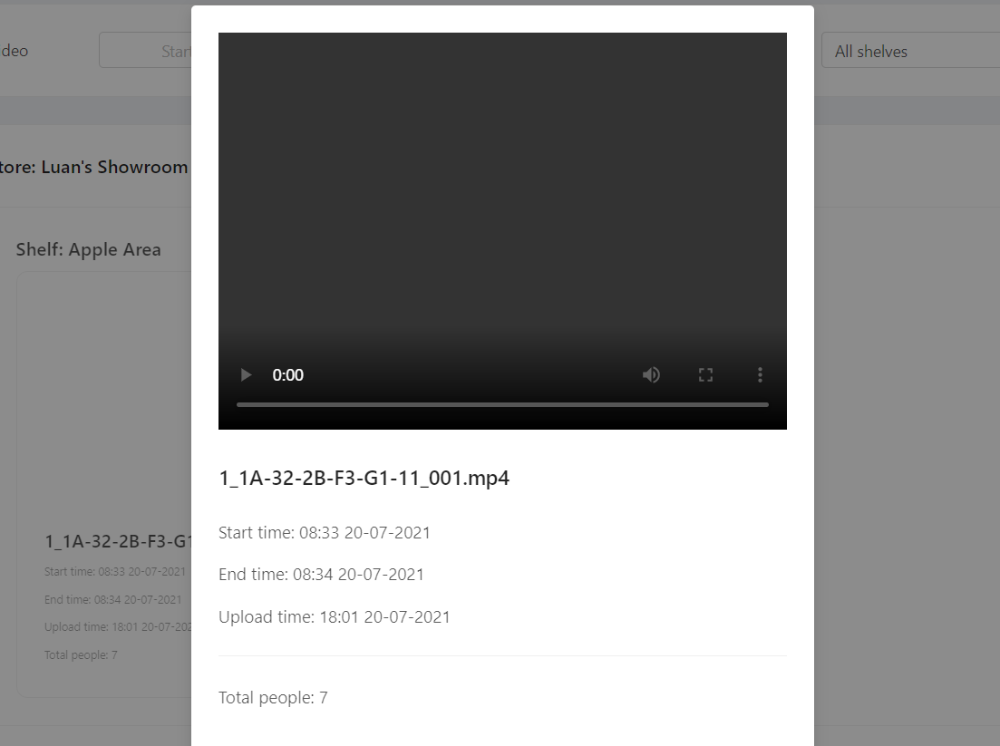 deo
Start
All shelves
tore: Luan's Showroom
Shelf: Apple Area
1_1A-32-2B-F3-G1
Start time: 08:33 20-07-2021
End time: 08:34 20-07-2021
Upload time: 18:01 20-07-202
Total people: 7
0:00
1_1A-32-2B-F3-G1-11_001.mp4
Start time: 08:33 20-07-2021
End time: 08:34 20-07-2021
Upload time: 18:01 20-07-2021
Total people: 7